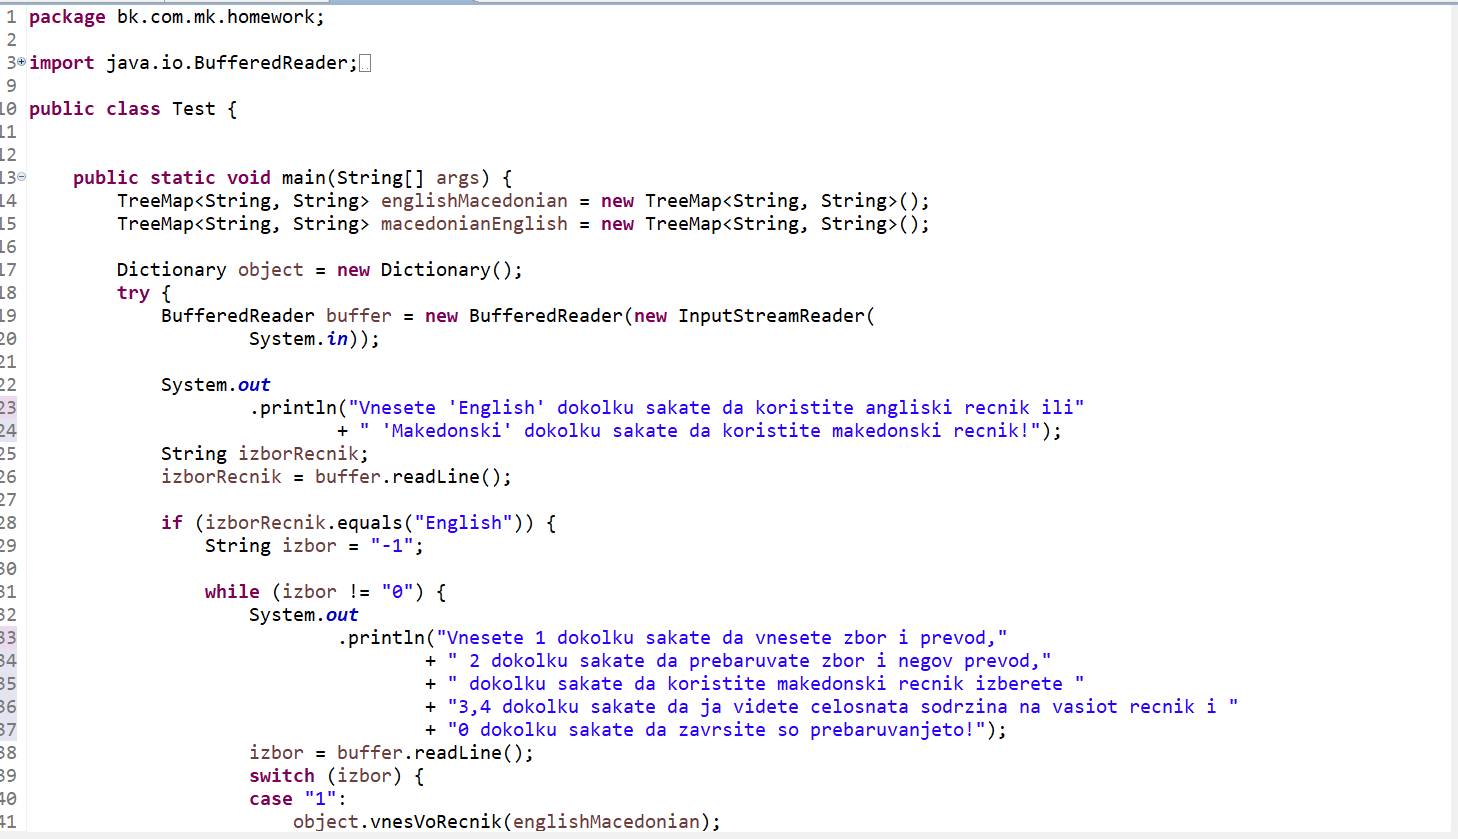 1 package bk.com.mk.homework;
2
3 import java.io.BufferedReader;
9
10 public class Test {
11
12
13 public static void main(String[] args) {
14 TreeMap<String, String> englishMacedonian = new TreeMap<String, String>();
15 TreeMap<String, String> macedonianEnglish = new TreeMap<String, String>();
16
17 Dictionary object = new Dictionary();
18 try {
19 BufferedReader buffer = new BufferedReader(new InputStreamReader(
20 System.in));
21
22 System.out
23 .println("Vnesete 'English' dokolku sakate da koristite angliski recnik ili"
24 + " 'Makedonski' dokolku sakate da koristite makedonski recnik!");
25 String izborRecnik;
26 izborRecnik = buffer.readLine();
27
28 if (izborRecnik.equals("English")) {
29 String izbor = "-1";
30
31 while (izbor != "0") {
32 System.out
33 .println("Vnesete 1 dokolku sakate da vnesete zbor i prevod,"
34 + " 2 dokolku sakate da prebaruvate zbor i negov prevod,"
35 + " dokolku sakate da koristite makedonski recnik izberete "
36 + "3,4 dokolku sakate da ja videte celosnata sodrzina na vasiot recnik i "
37 + "0 dokolku sakate da zavrsite so prebaruvanjeto!");
38 izbor = buffer.readLine();
39 switch (izbor) {
40 case "1":
41 object.vnesVoRecnik(englishMacedonian);